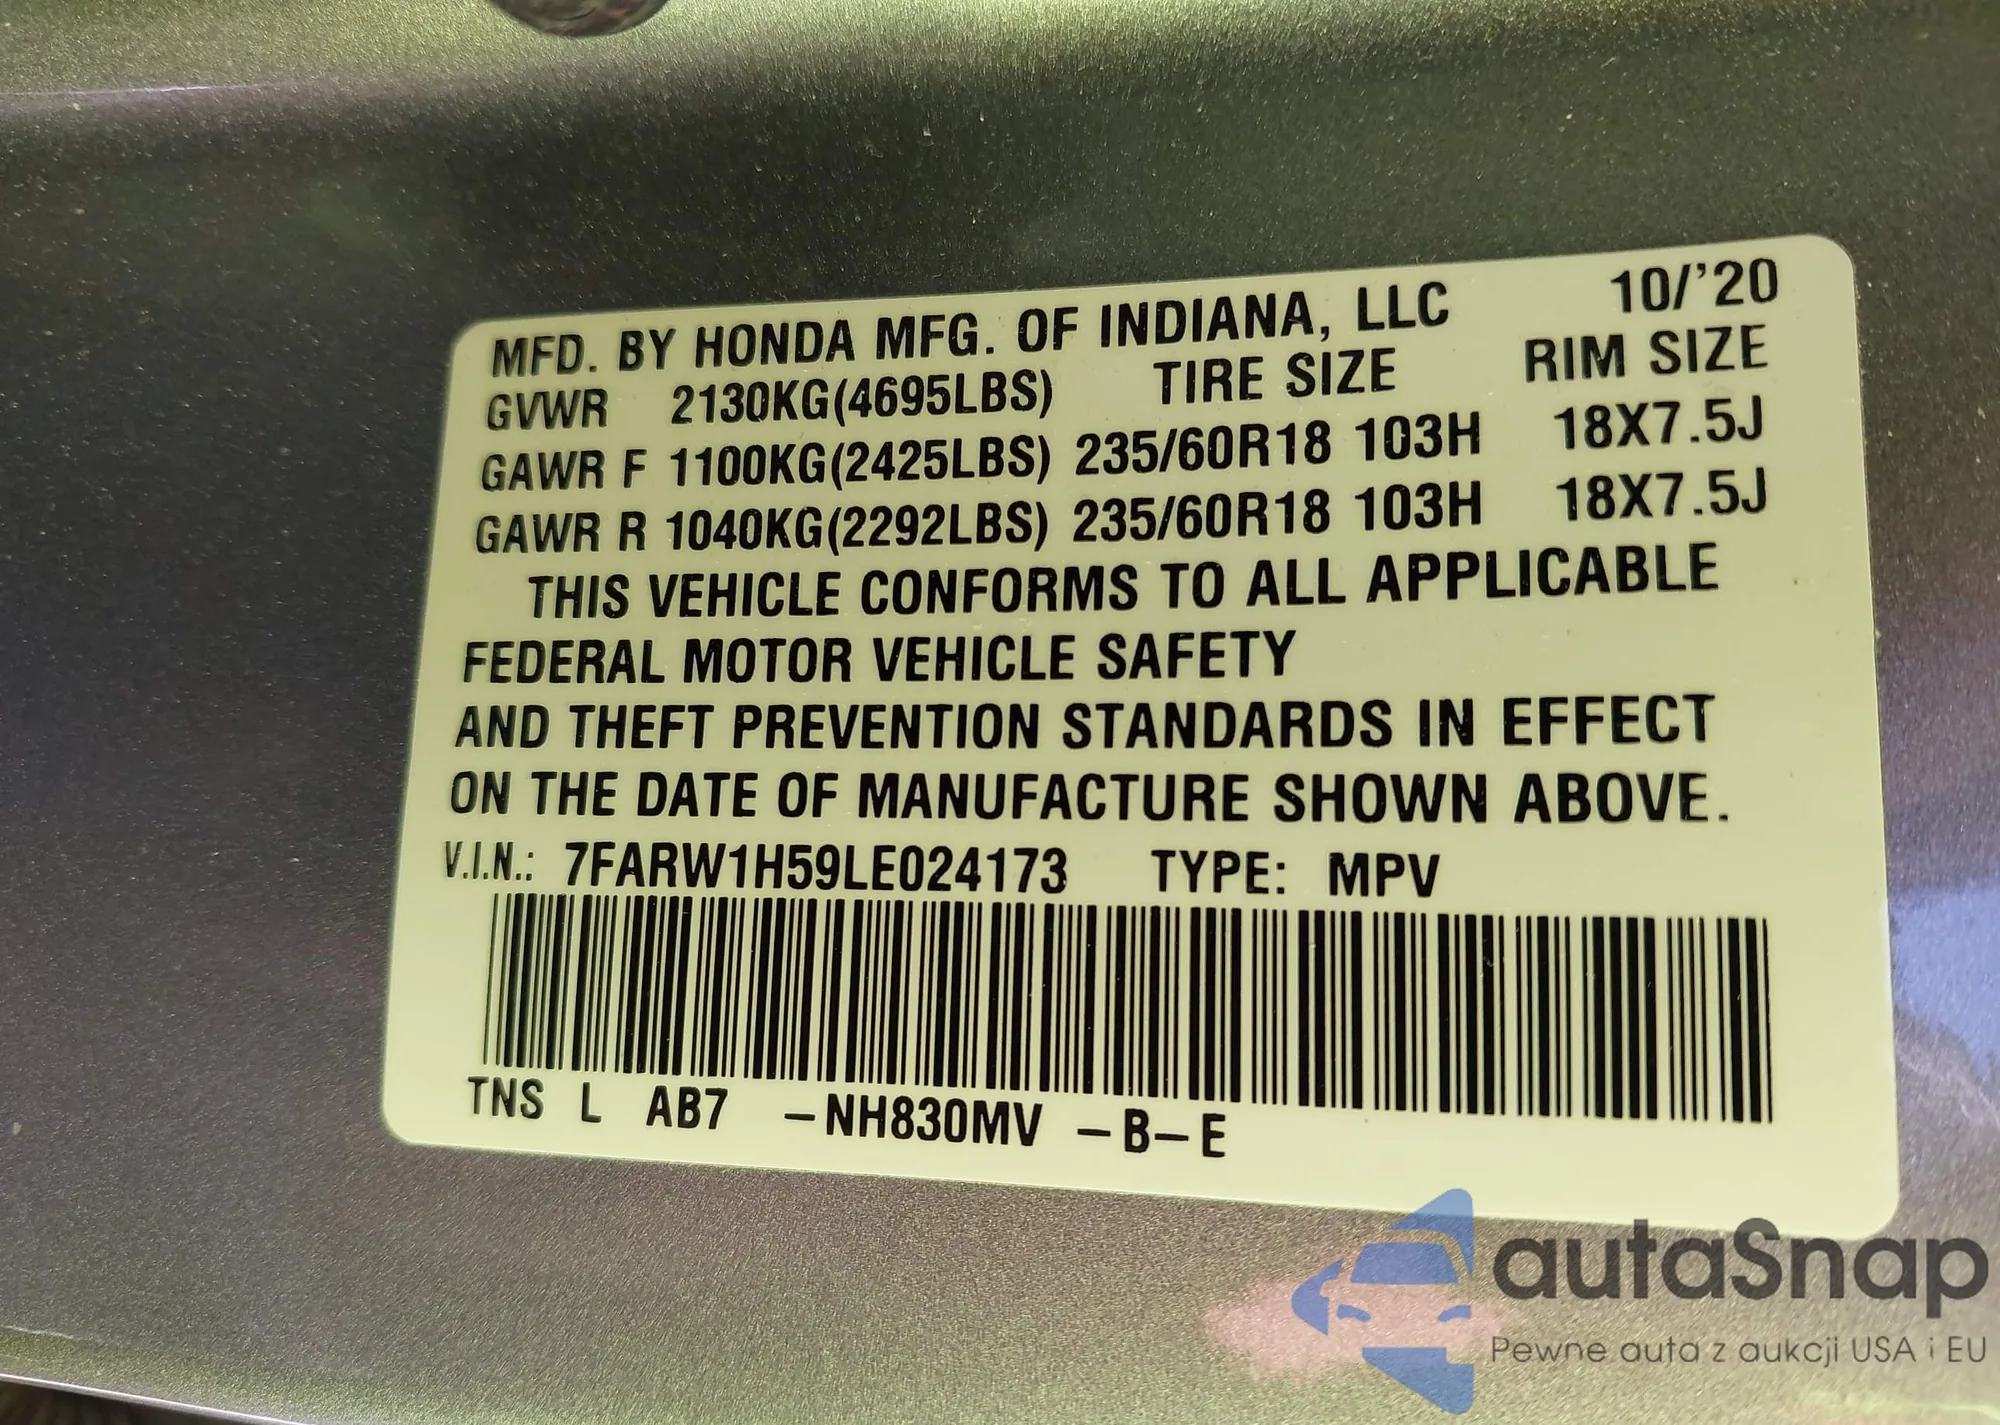 MFD. BY HONDA MFG. OF INDIANA, LLC 10/'20
GVWR 2130KG(4695LBS) TIRE SIZE RIM SIZE
GAWR F 1100KG(2425LBS) 235/60R18 103H 18X7.5J
GAWR R 1040KG(2292LBS) 235/60R18 103H 18X7.5J
THIS VEHICLE CONFORMS TO ALL APPLICABLE
FEDERAL MOTOR VEHICLE SAFETY
AND THEFT PREVENTION STANDARDS IN EFFECT
ON THE DATE OF MANUFACTURE SHOWN ABOVE.
V.I.N.: 7FARW1H59LE024173 TYPE: MPV
TNS L AB7 –NH830MV –B–E
autaSnap
Pewne auta z aukcji USA i EU